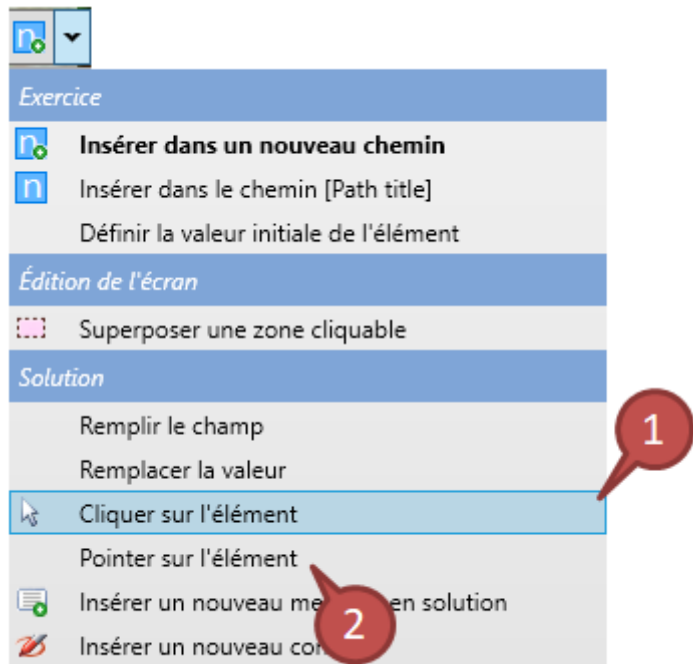 n
Exercice
n Insérer dans un nouveau chemin
n Insérer dans le chemin [Path title]
Définir la valeur initiale de l'élément
Édition de l'écran
Superposer une zone cliquable
Solution
Remplir le champ
1
Remplacer la valeur
Cliquer sur l'élément
Pointer sur l'élément
Insérer un nouveau en solution
2
Insérer un nouveau